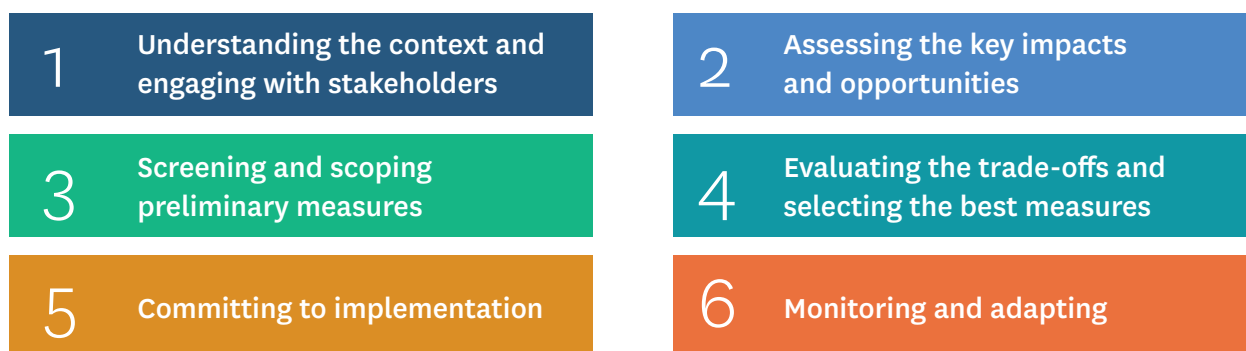 1
Understanding the context and
engaging with stakeholders
2
Assessing the key impacts
and opportunities
3
Screening and scoping
preliminary measures
4
Evaluating the trade-offs and
selecting the best measures
5
Committing to implementation
6
Monitoring and adapting